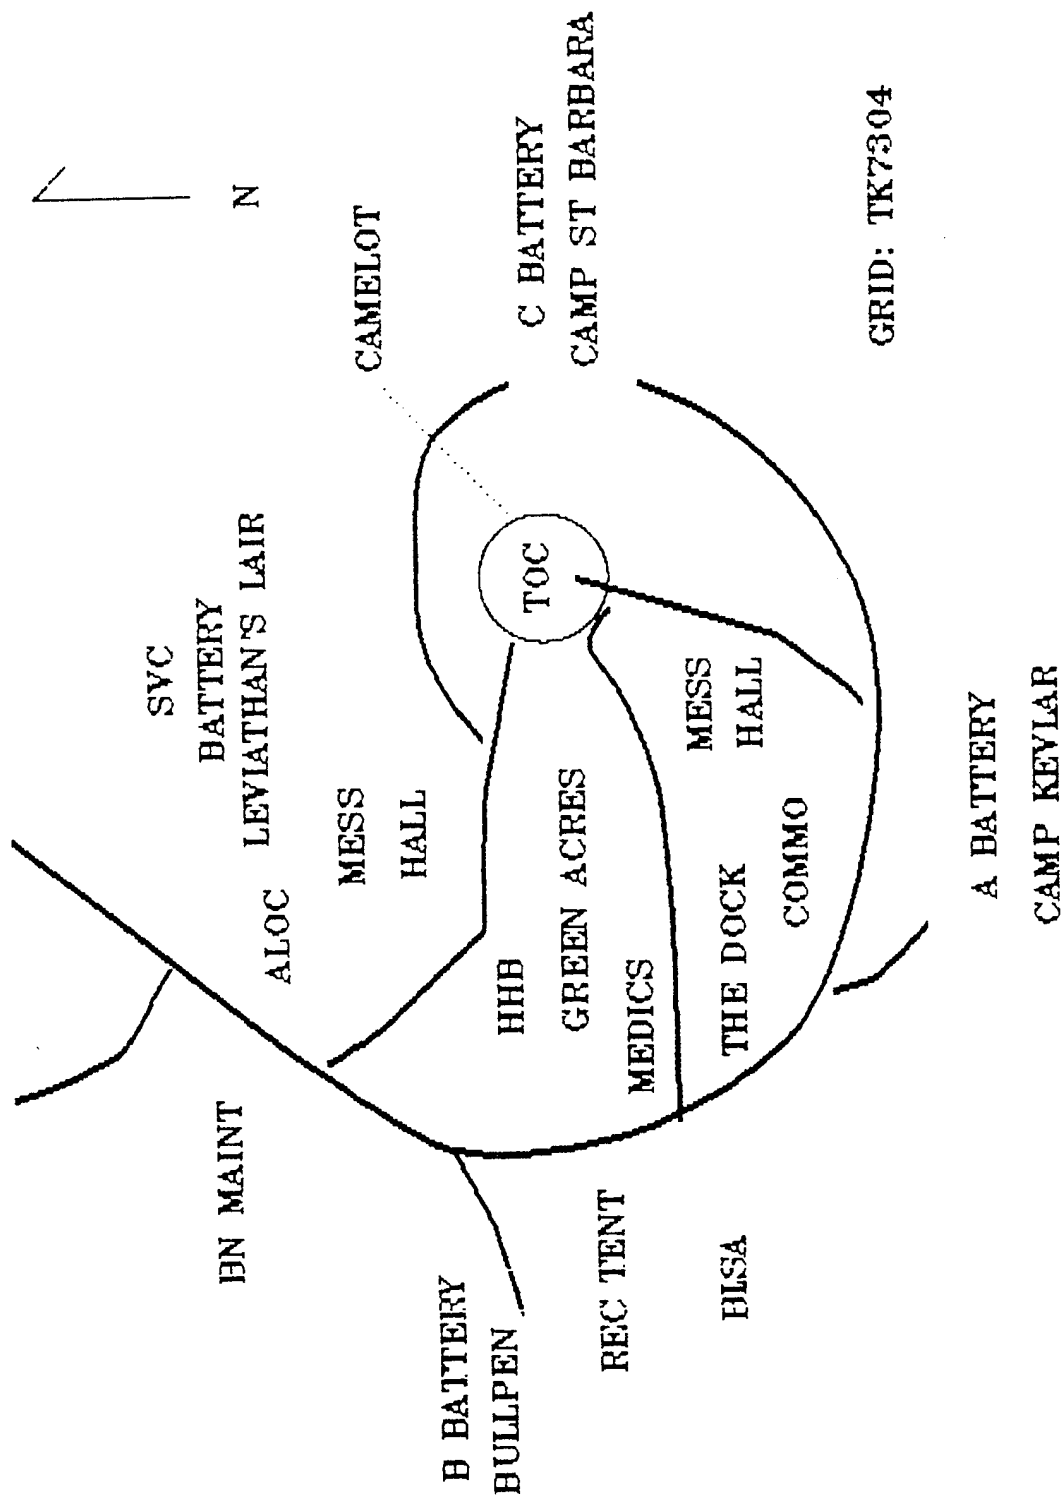 SVC
BATTERY
LEVIATHAN'S LAIR
N
BN MAINT
ALOC
MESS
HALL
CAMELOT
B BATTERY
BULLPEN
HHB
GREEN ACRES
TOC
C BATTERY
CAMP ST BARBARA
REC TENT
MEDICS
MESS
HALL
BLSA
THE DOCK
COMMO
GRID: TK7304
A BATTERY
CAMP KEVLAR